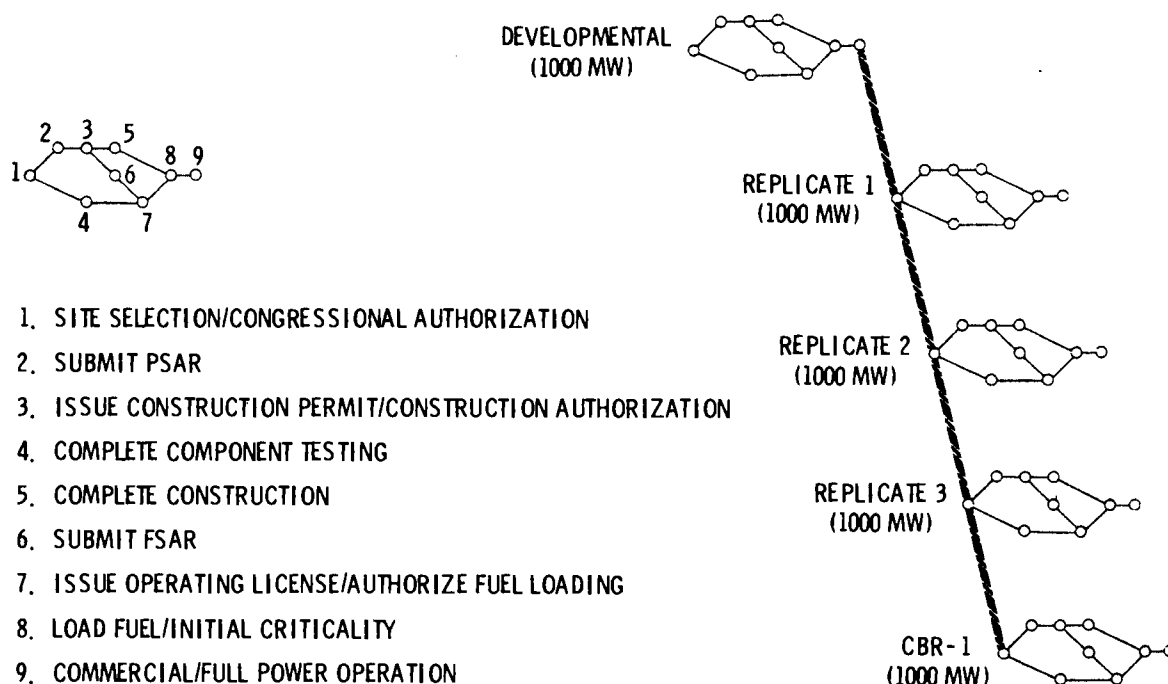 DEVELOPMENTAL
(1000 MW)
2 3 5
8 9
1
6
4 7
REPLICATE 1
(1000 MW)
1. SITE SELECTION/CONGRESSIONAL AUTHORIZATION
2. SUBMIT PSAR
3. ISSUE CONSTRUCTION PERMIT/CONSTRUCTION AUTHORIZATION
4. COMPLETE COMPONENT TESTING
5. COMPLETE CONSTRUCTION
6. SUBMIT FSAR
7. ISSUE OPERATING LICENSE/AUTHORIZE FUEL LOADING
8. LOAD FUEL/INITIAL CRITICALITY
9. COMMERCIAL/FULL POWER OPERATION
REPLICATE 2
(1000 MW)
REPLICATE 3
(1000 MW)
CBR-1
(1000 MW)